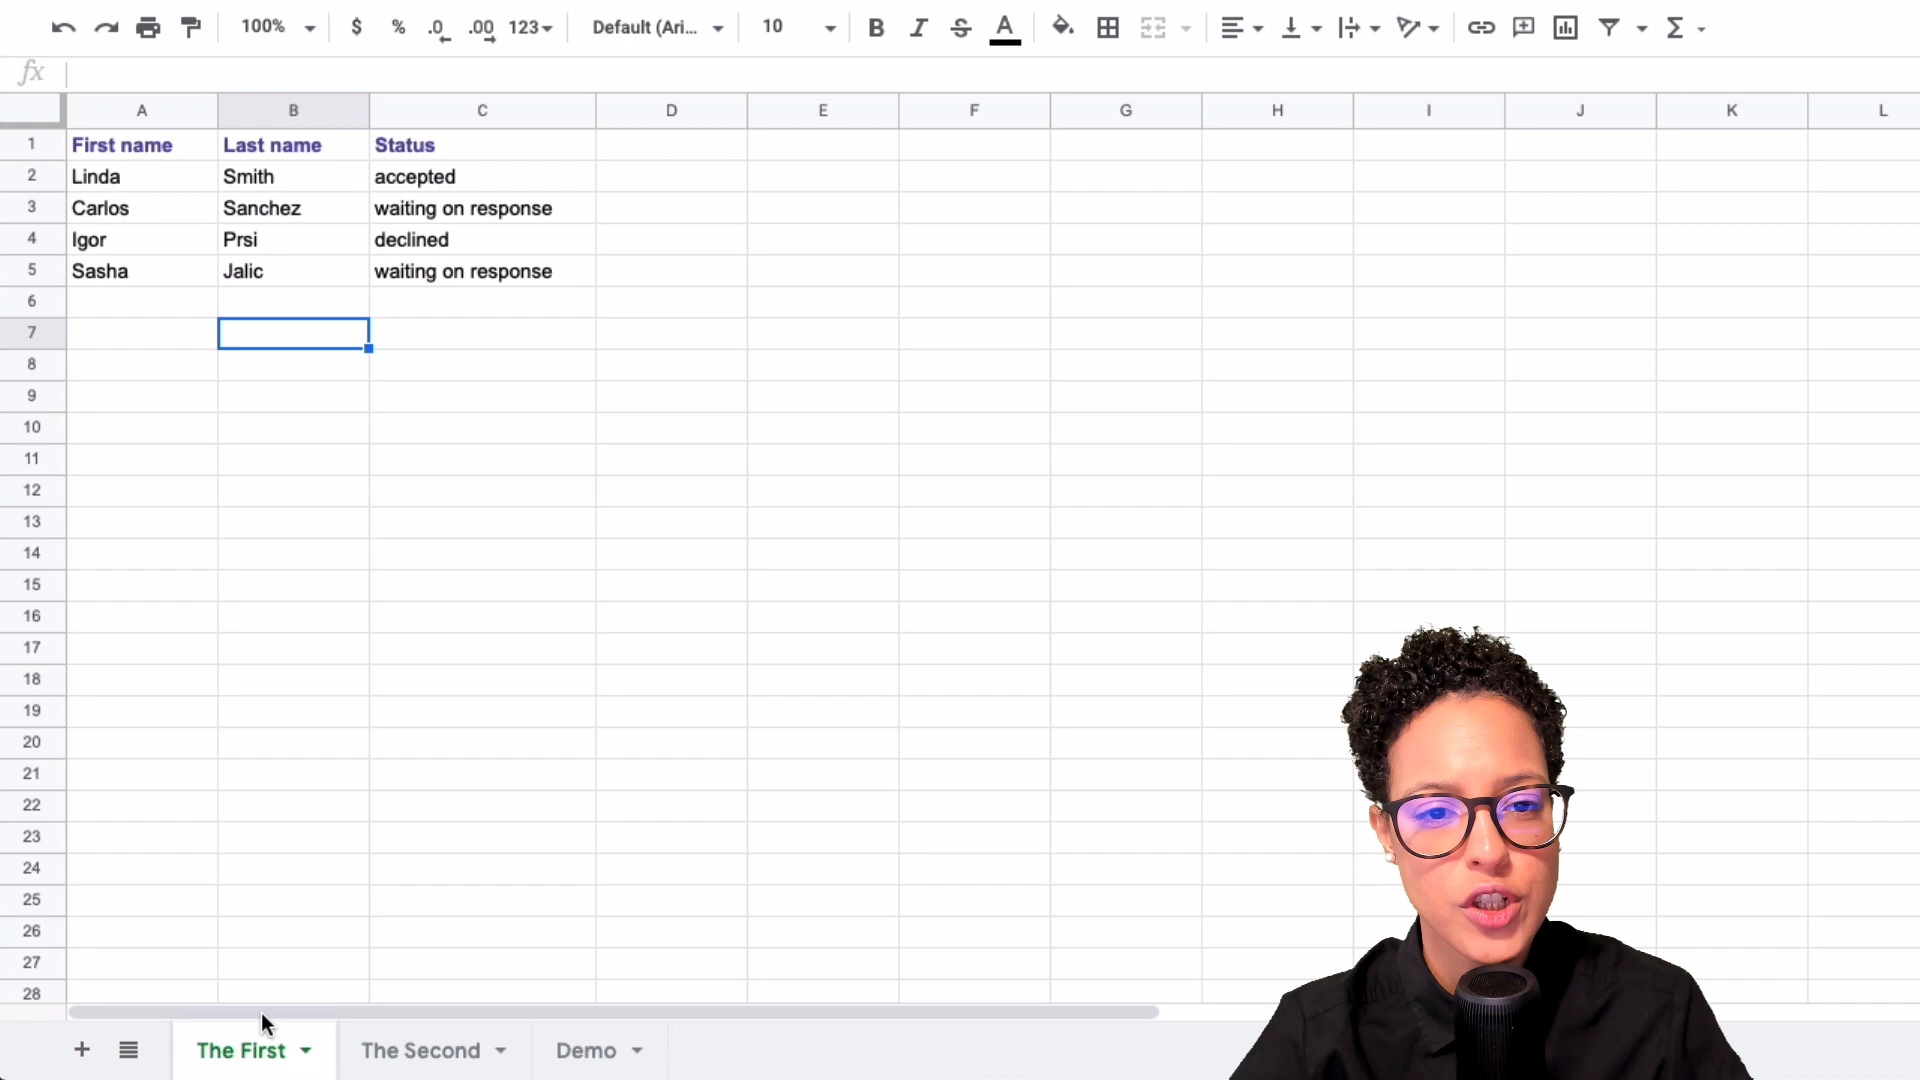 100% $ % .0 .00 123 Default (Ari... 10 B I S A
fx
A B C D E F G H I J K L
1 First name Last name Status
2 Linda Smith accepted
3 Carlos Sanchez waiting on response
4 Igor Prsi declined
5 Sasha Jalic waiting on response
6
7
8
9
10
11
12
13
14
15
16
17
18
19
20
21
22
23
24
25
26
27
28
+ The First The Second Demo